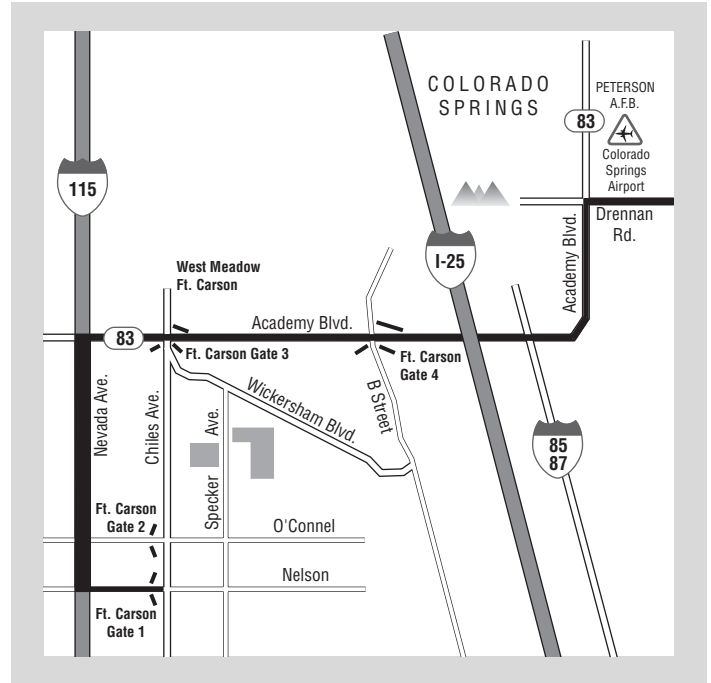 COLORADO
SPRINGS
PETERSON
A.F.B.
83
Colorado
Springs
Airport
115
Drennan
Rd.
Academy Blvd.
I-25
West Meadow
Ft. Carson
Academy Blvd.
83
Ft. Carson Gate 3
Ft. Carson
Gate 4
Nevada Ave.
Chiles Ave.
Wickersham Blvd.
B Street
85
87
Specker Ave.
Ft. Carson
Gate 2
O'Connel
Nelson
Ft. Carson
Gate 1